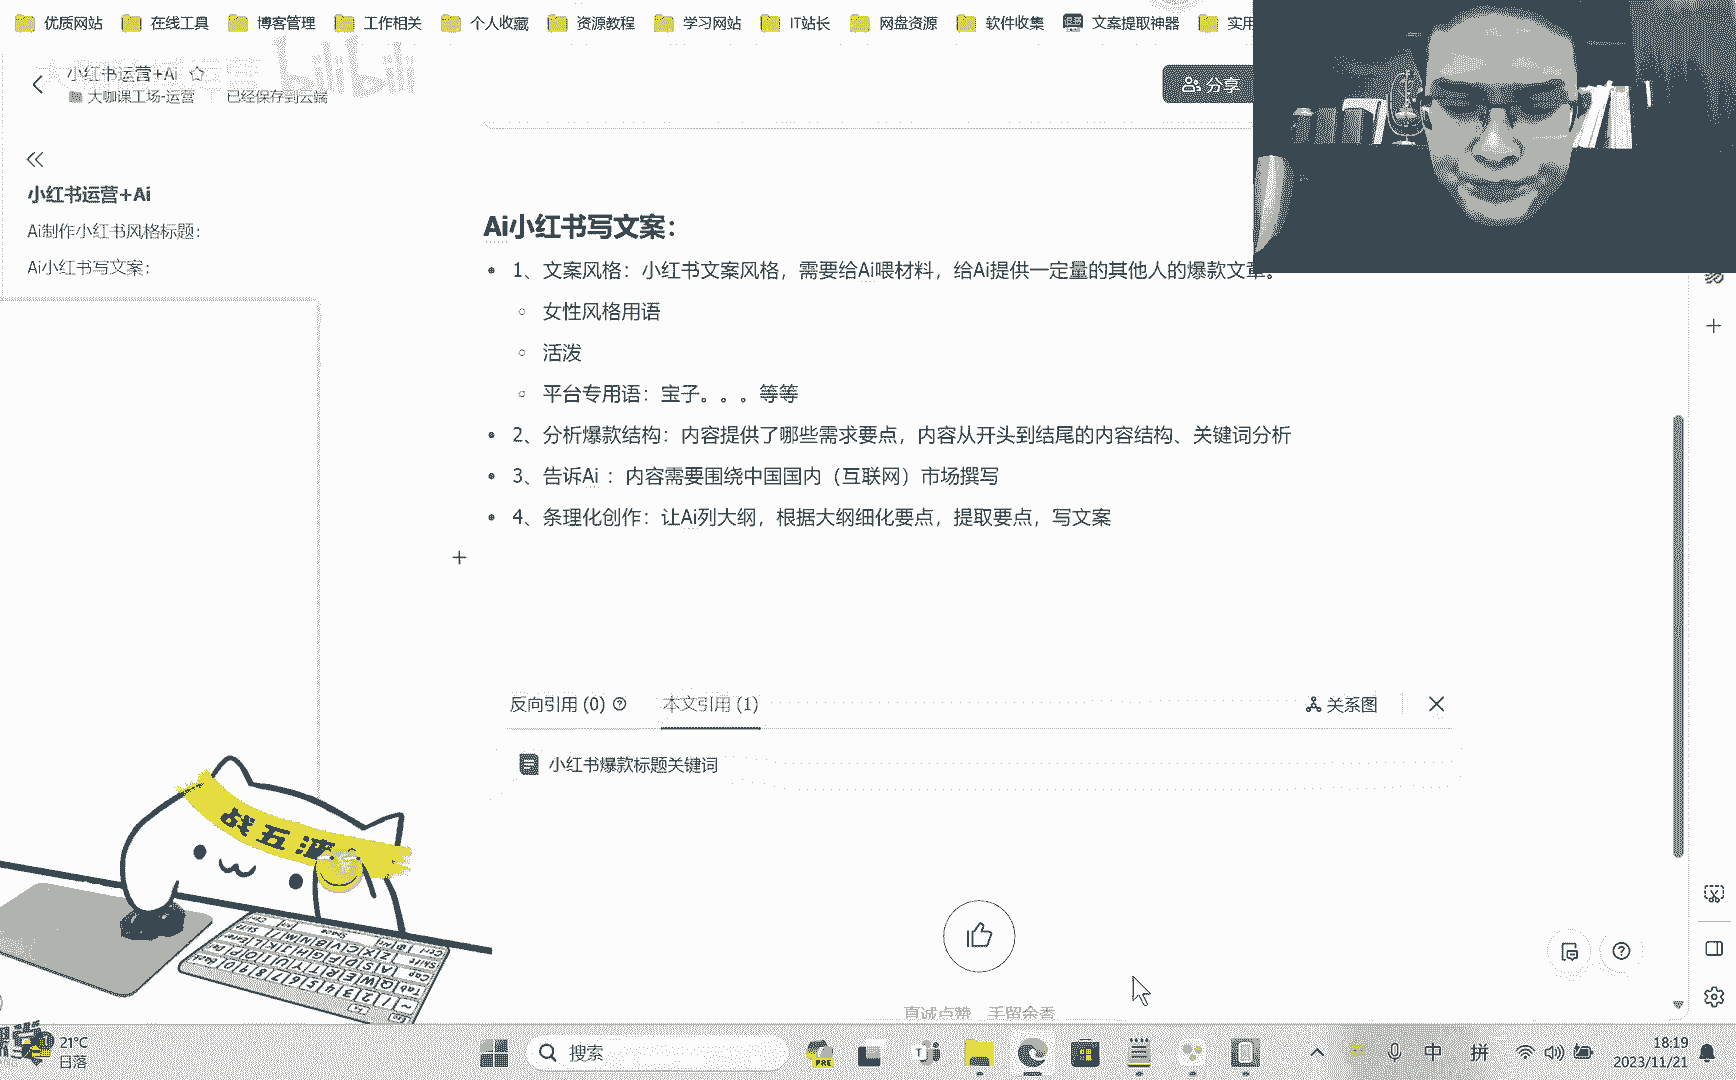 优质网站 在线工具 博客管理 工作相关 个人收藏 资源教程 学习网站 IT站长 网盘资源 软件收集 文案提取神器 实用
小红书运营+Ai
bilibili
大咖课工场-运营 已经保存到云端
分享
小红书运营+Ai
Ai制作小红书风格标题:
Ai小红书写文案:
Ai小红书写文案:
1、文案风格：小红书文案风格，需要给Ai喂材料，给Ai提供一定量的其他人的爆款文章。
女性风格用语
活泼
平台专用语：宝子。。。等等
2、分析爆款结构：内容提供了哪些需求要点，内容从开头到结尾的内容结构、关键词分析
3、告诉Ai ：内容需要围绕中国国内（互联网）市场撰写
4、条理化创作：让Ai列大纲，根据大纲细化要点，提取要点，写文案
反向引用 (0) 本文引用 (1) 关系图
小红书爆款标题关键词
战五渣
真诚点赞，手留余香
21°C
日落
搜索
PRE
中 拼
18:19
2023/11/21